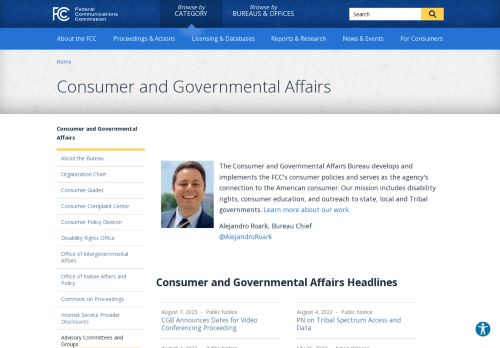 FCC
Federal
Communications
Commission
Browse by
CATEGORY
Browse by
BUREAUS & OFFICES
Search
About the FCC
Proceedings & Actions
Licensing & Databases
Reports & Research
News & Events
For Consumers
Home
Consumer and Governmental Affairs
Consumer and Governmental
Affairs
About the Bureau
Organization Chart
Consumer Guides
Consumer Complaint Center
Consumer Policy Division
Disability Rights Office
Office of Intergovernmental
Affairs
Office of Native Affairs and
Policy
Comment on Proceedings
Internet Service Provider
Disclosures
Advisory Committees and
Groups
The Consumer and Governmental Affairs Bureau develops and
implements the FCC's consumer policies and serves as the agency's
connection to the American consumer. Our mission includes disability
rights, consumer education, and outreach to state, local and Tribal
governments. Learn more about our work.
Alejandro Roark, Bureau Chief
@AlejandroRoark
Consumer and Governmental Affairs Headlines
August 7, 2023 - Public Notice
CGB Announces Dates for Video
Conferencing Proceeding
August 4, 2023 - Public Notice
PN on Tribal Spectrum Access and
Data